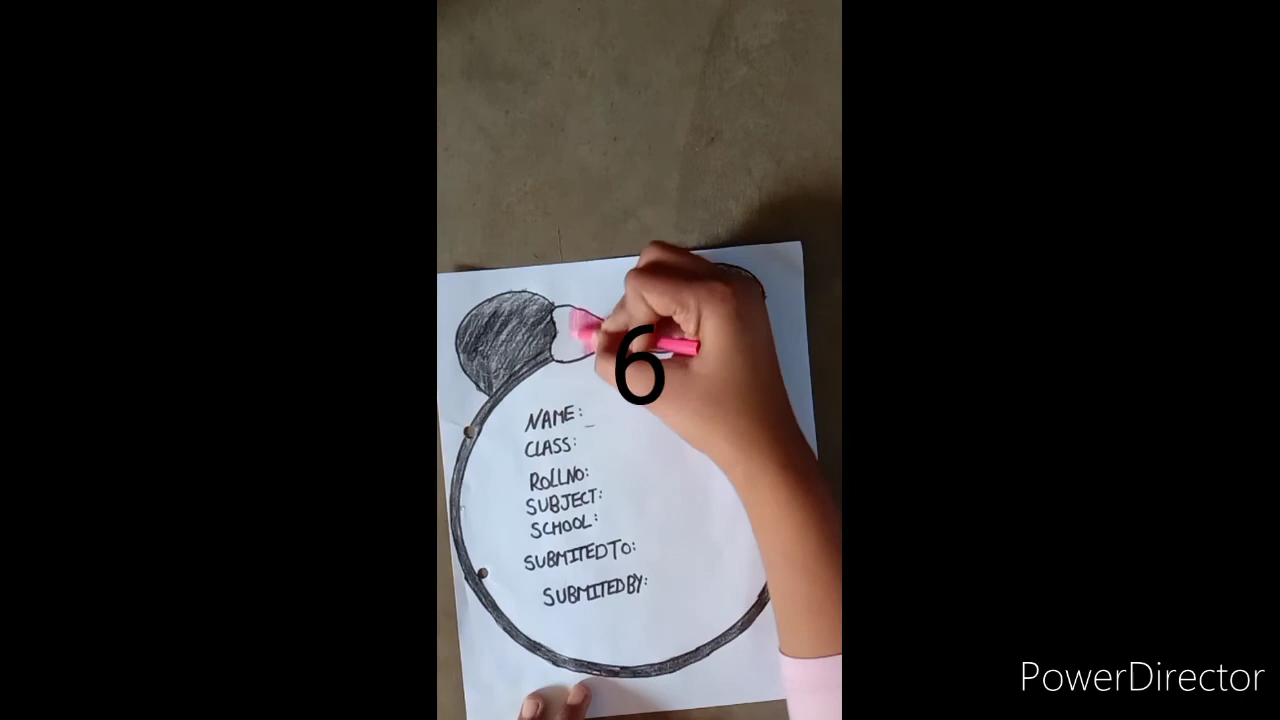 6
NAME:_
CLASS:
ROLLNO:
SUBJECT:
SCHOOL:
SUBMITEDTO:
SUBMITEDBY:
PowerDirector